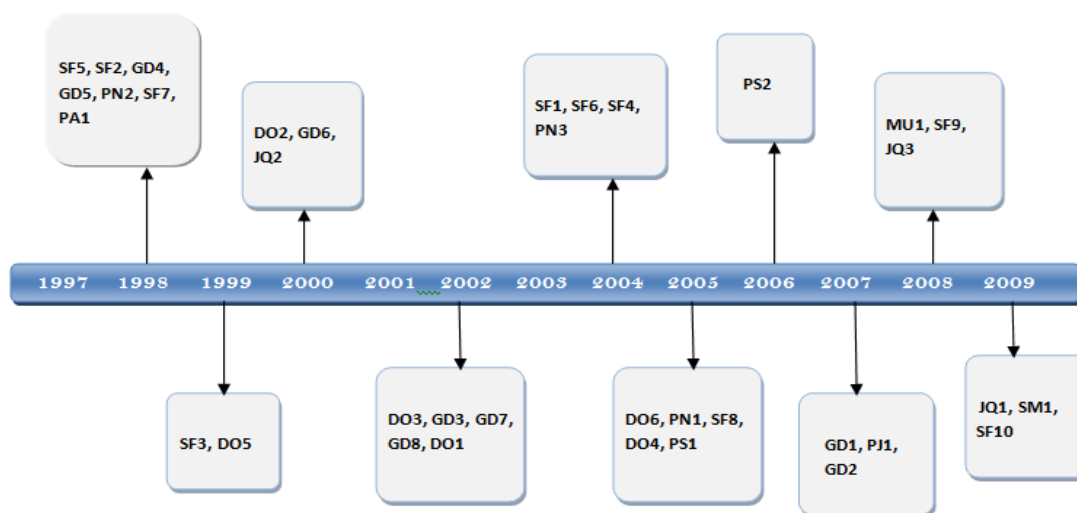 SF5, SF2, GD4,
GD5, PN2, SF7,
PA1
DO2, GD6,
JQ2
SF1, SF6, SF4,
PN3
PS2
MU1, SF9,
JQ3
1997 1998 1999 2000 2001 2002 2003 2004 2005 2006 2007 2008 2009
SF3, DO5
DO3, GD3, GD7,
GD8, DO1
DO6, PN1, SF8,
DO4, PS1
GD1, PJ1,
GD2
JQ1, SM1,
SF10